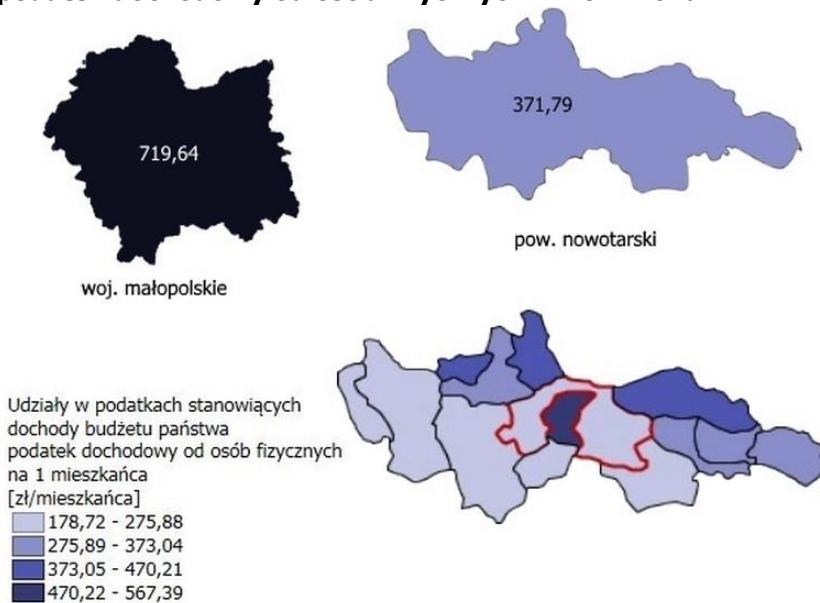 719,64
371,79
woj. małopolskie
pow. nowotarski
Udziały w podatkach stanowiących
dochody budżetu państwa
podatek dochodowy od osób fizycznych
na 1 mieszkańca
[zł/mieszkańca]
178,72 - 275,88
275,89 - 373,04
373,05 - 470,21
470,22 - 567,39